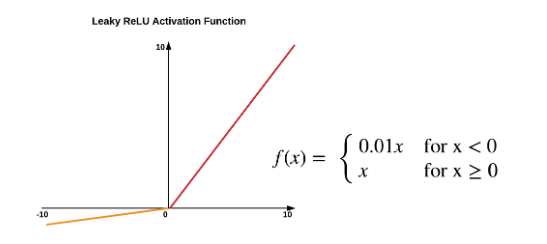 Leaky ReLU Activation Function
10
f(x) = { 0.01x for x < 0
x for x ≥ 0
-10 0 10